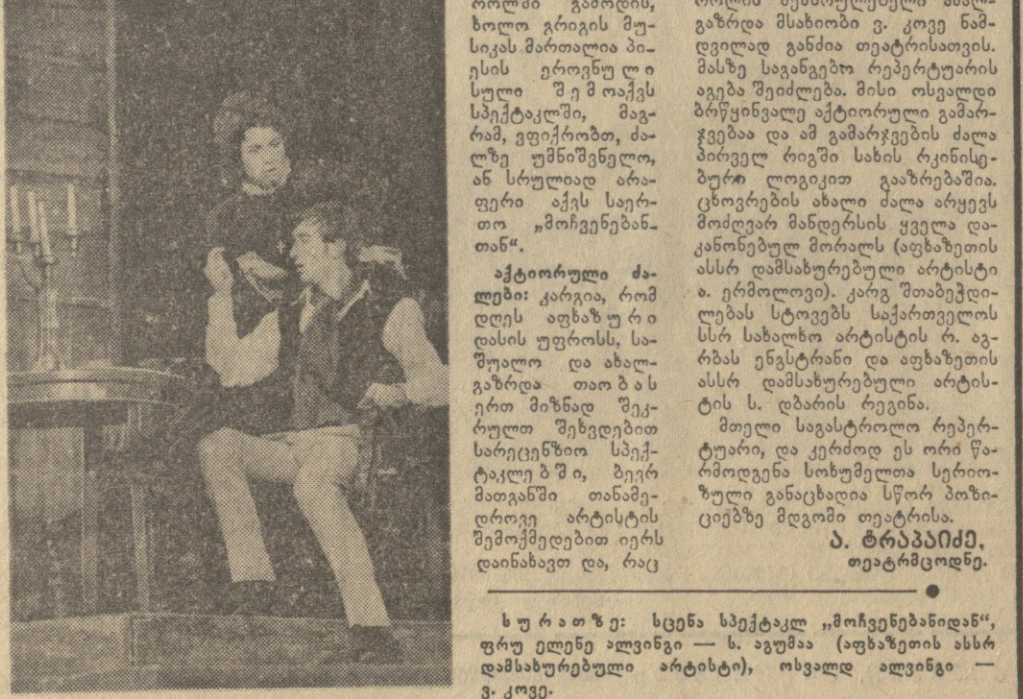 როლში გამოდის,
ხოლო გრიგის მუ-
სიკას მართალია პი-
ესის ეროვნული
სული შემოაქვს
სპექტაკლში, მაგ-
რამ, ვფიქრობთ, ძა-
ლზე უმნიშვნელო,
ან სრულიად არა-
ფერი აქვს საერ-
თო „მოჩვენებან-
თან“.
აქტიორული ძა-
ლები: კარგია, რომ
დღეს აფხაზური
დასის უფროსს, სა-
შუალო და ახალ-
გაზრდა თაობას
ერთ მიზნად შეკ-
რულთ შეხვდებით
სარეცენზიო სპექ-
ტაკლებში, ბევრ
მათგანში თანამე-
დროვე არტისტის
შემოქმედებით იერს
დაინახავთ და, რაც
როლის შემსრულებელი ახალ-
გაზრდა მსახიობი ვ. კოვე ნამ-
დვილად განძია თეატრისათვის.
მასზე საგანგებო რეპერტუარის
აგება შეიძლება. მისი ოსვალდი
ბრწყინვალე აქტიორული გამარ-
ჯვებაა და ამ გამარჯვების ძალა
პირველ რიგში სახის რკინისე-
ბური ლოგიკით გააზრებაშია.
ცხოვრების ახალი ძალა არყევს
მოძღვარ მანდერსის ყველა და-
კანონებულ მორალს (აფხაზეთის
ასსრ დამსახურებული არტისტი
ა. ერმოლოვი). კარგ შთაბეჭდი-
ლებას სტოვებს საქართველოს
სსრ სახალხო არტისტის რ. აგ-
რბას ენგსტრანი და აფხაზეთის
ასსრ დამსახურებული არტის-
ტის ს. დბარის რეგინა.
მთელი საგასტროლო რეპერ-
ტუარი, და კერძოდ ეს ორი წა-
რმოდგენა სოხუმელთა სერიო-
ზული განაცხადია სწორ პოზი-
ციებზე მდგომი თეატრისა.
ა. ტრაპაიძე,
თეატრმცოდნე.
სურათზე: სცენა სპექტაკლ „მოჩვენებანიდან“,
ფრუ ელენე ალვინგი — ს. აგუმაა (აფხაზეთის ასსრ
დამსახურებული არტისტი), ოსვალდ ალვინგი —
ვ. კოვე.